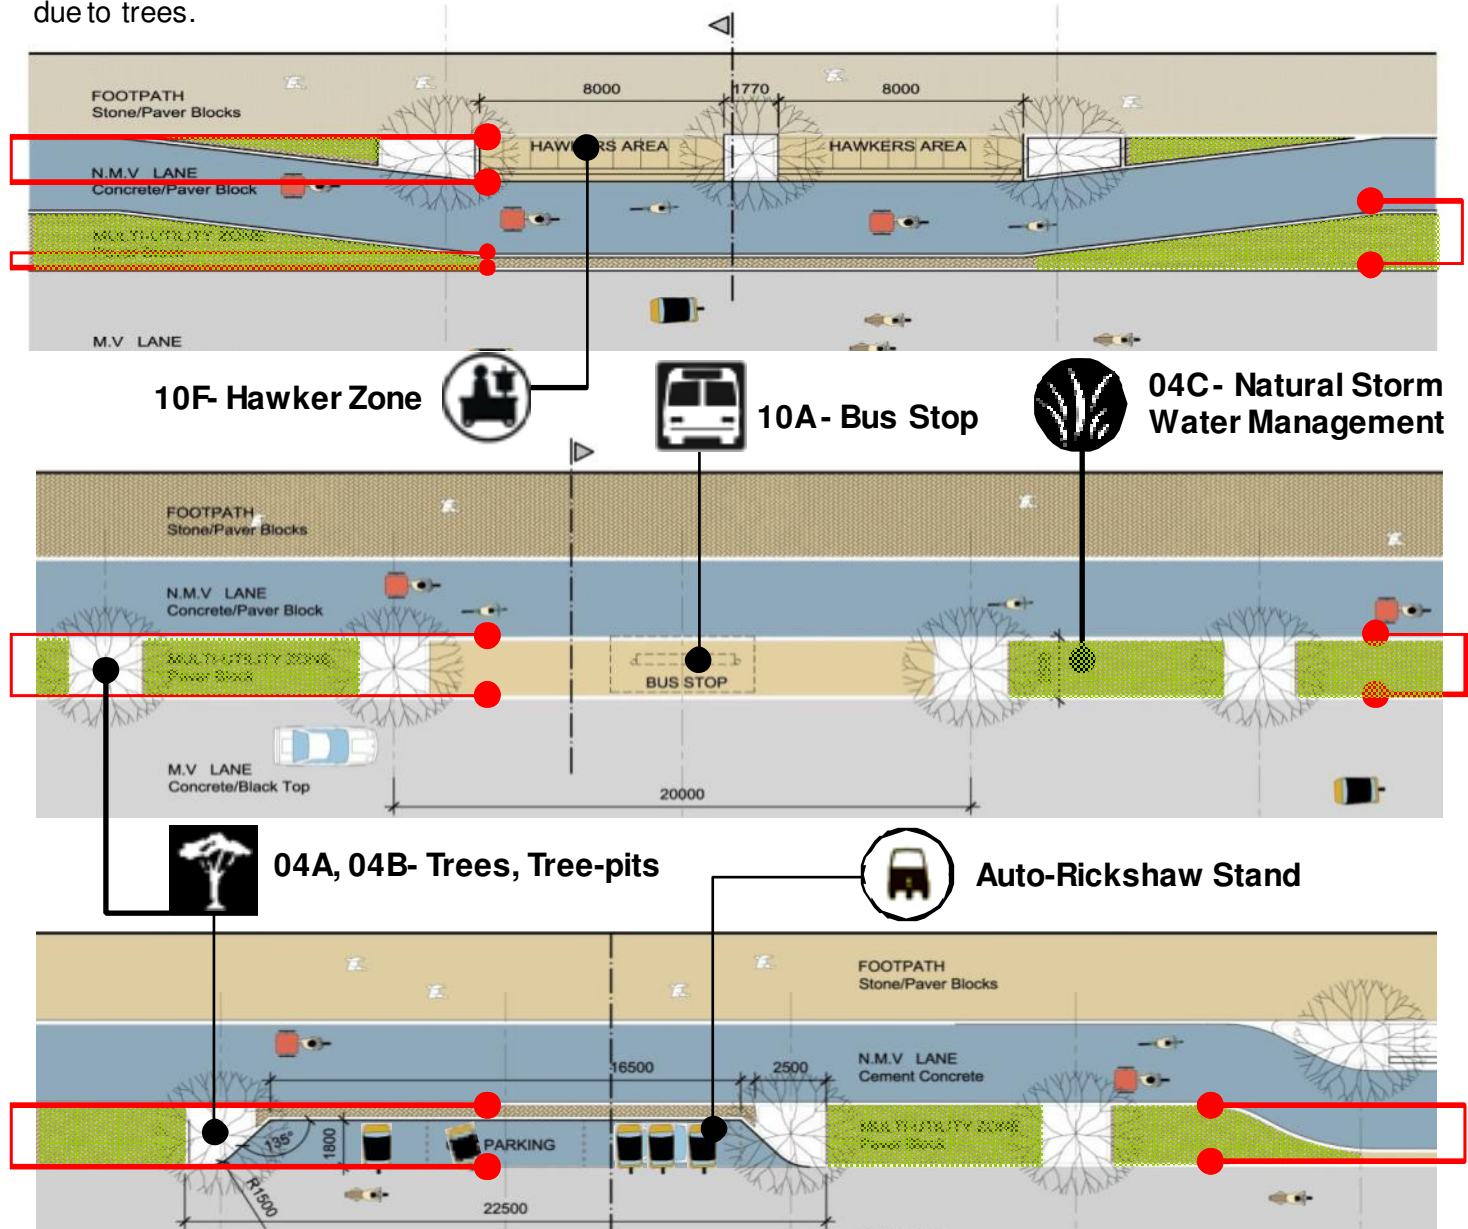 due to trees.
8000
1770
8000
FOOTPATH
Stone/Paver Blocks
HAWKERS AREA
HAWKERS AREA
N.M.V LANE
Concrete/Paver Block
MULTI-UTILITY ZONE
Paver Block
M.V LANE
10F- Hawker Zone
10A- Bus Stop
04C- Natural Storm
Water Management
FOOTPATH
Stone/Paver Blocks
N.M.V LANE
Concrete/Paver Block
MULTI-UTILITY ZONE
Paver Block
BUS STOP
M.V LANE
Concrete/Black Top
20000
04A, 04B- Trees, Tree-pits
Auto-Rickshaw Stand
FOOTPATH
Stone/Paver Blocks
N.M.V LANE
Cement Concrete
16500
2500
135°
1800
PARKING
MULTI-UTILITY ZONE
Paver Block
R1500
22500